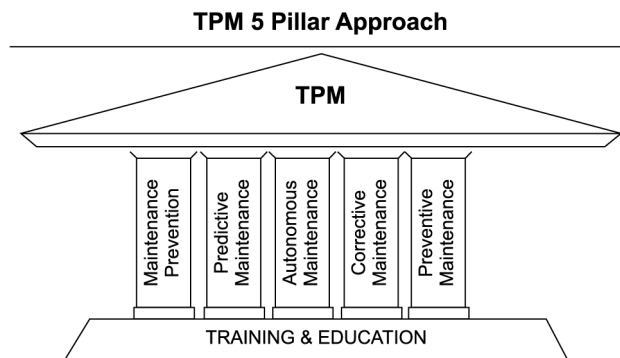 TPM 5 Pillar Approach
TPM
Maintenance
Prevention
Predictive
Maintenance
Autonomous
Maintenance
Corrective
Maintenance
Preventive
Maintenance
TRAINING & EDUCATION